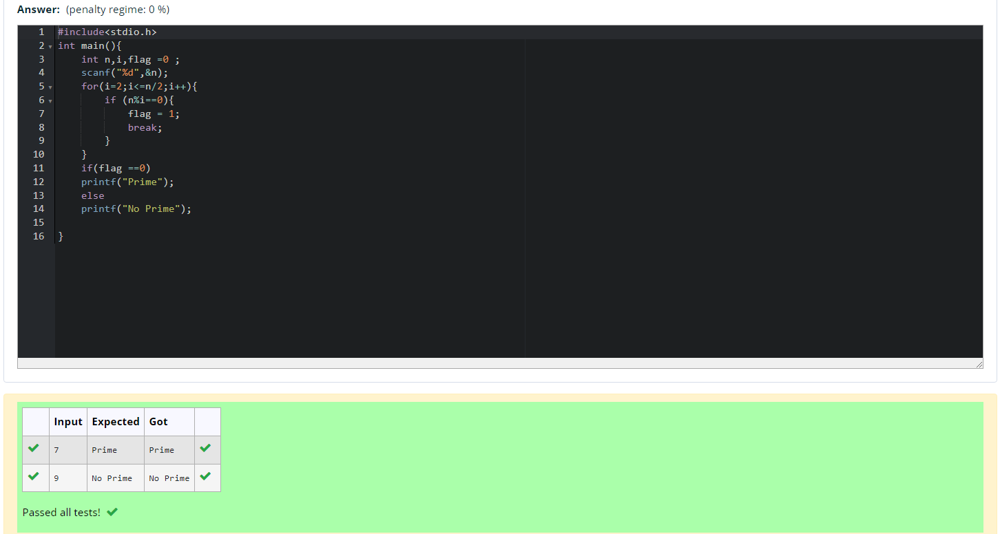 Answer: (penalty regime: 0 %)
1 #include<stdio.h>
2 int main(){
3     int n,i,flag =0 ;
4     scanf("%d",&n);
5     for(i=2;i<=n/2;i++){
6         if (n%i==0){
7             flag = 1;
8             break;
9         }
10     }
11     if(flag ==0)
12     printf("Prime");
13     else
14     printf("No Prime");
15
16 }
Input Expected Got
7 Prime Prime
9 No Prime No Prime
Passed all tests!